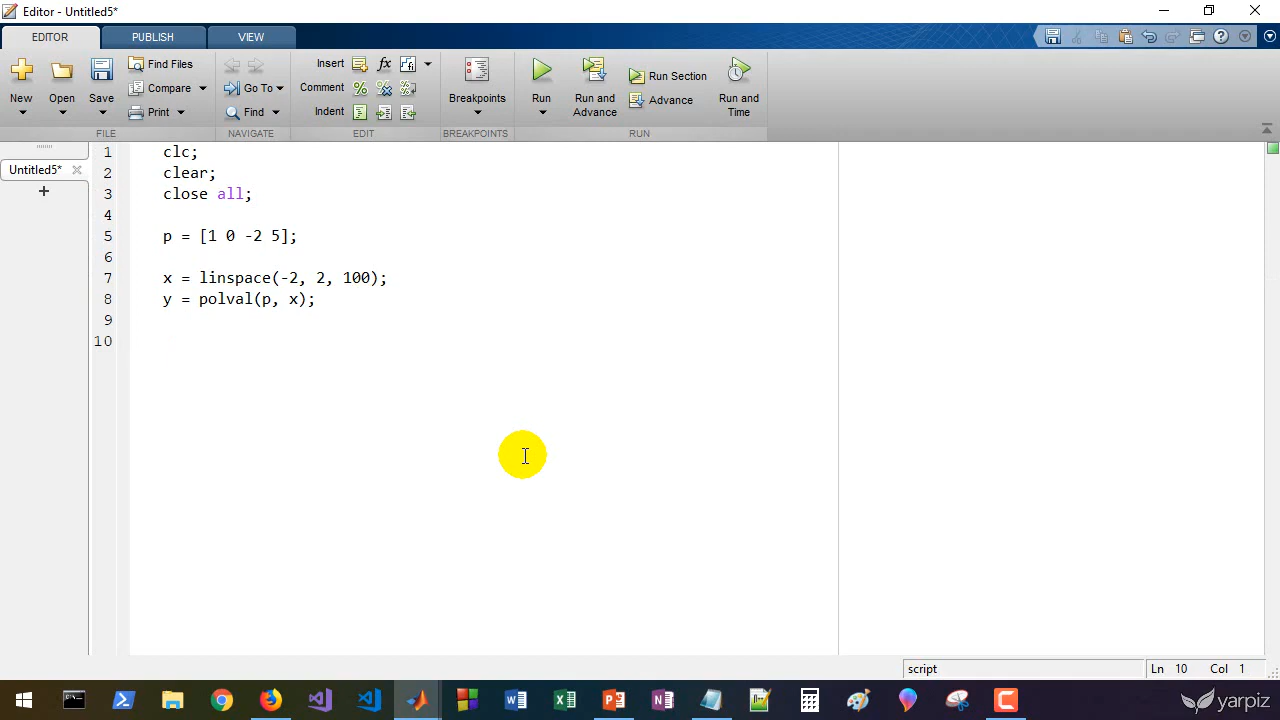 Editor - Untitled5*
EDITOR PUBLISH VIEW
New Open Save Find Files Compare Print
FILE
Go To Find
NAVIGATE
Insert Comment Indent
EDIT
Breakpoints
BREAKPOINTS
Run Run and Advance Run Section Advance Run and Time
RUN
Untitled5*
1 clc;
2 clear;
3 close all;
4
5 p = [1 0 -2 5];
6
7 x = linspace(-2, 2, 100);
8 y = polval(p, x);
9
10
script Ln 10 Col 1
yarpiz